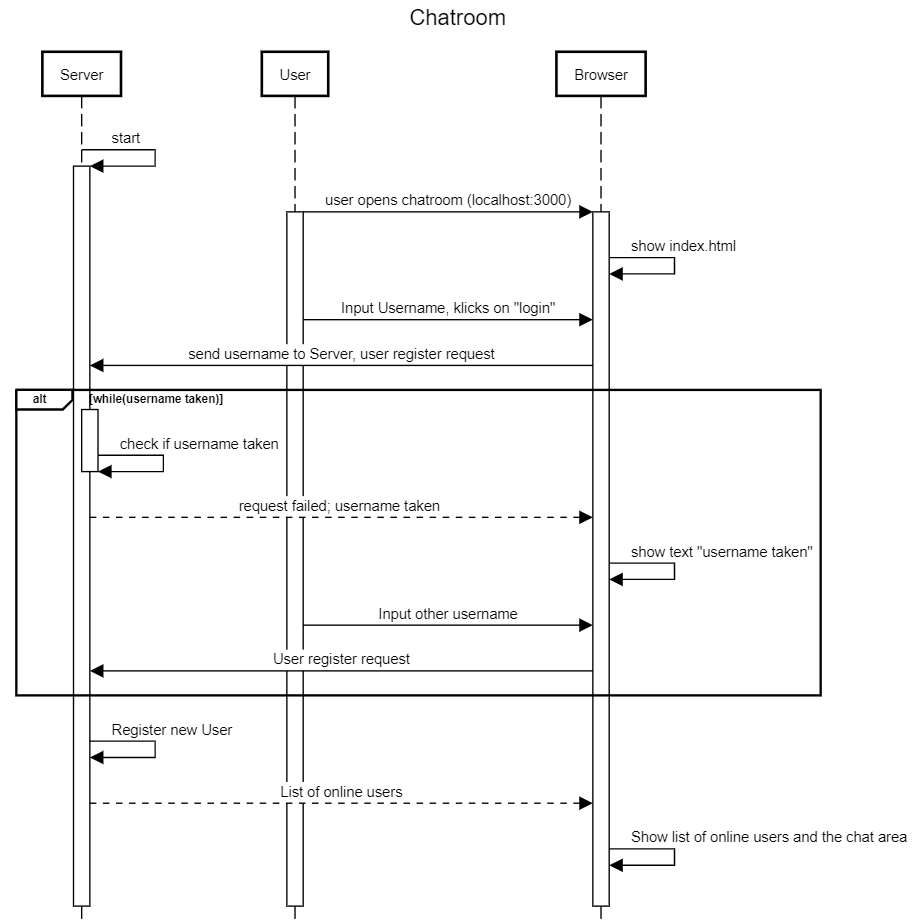 Chatroom
Server
User
Browser
start
user opens chatroom (localhost:3000)
show index.html
Input Username, klicks on "login"
send username to Server, user register request
alt
[while(username taken)]
check if username taken
request failed; username taken
show text "username taken"
Input other username
User register request
Register new User
List of online users
Show list of online users and the chat area